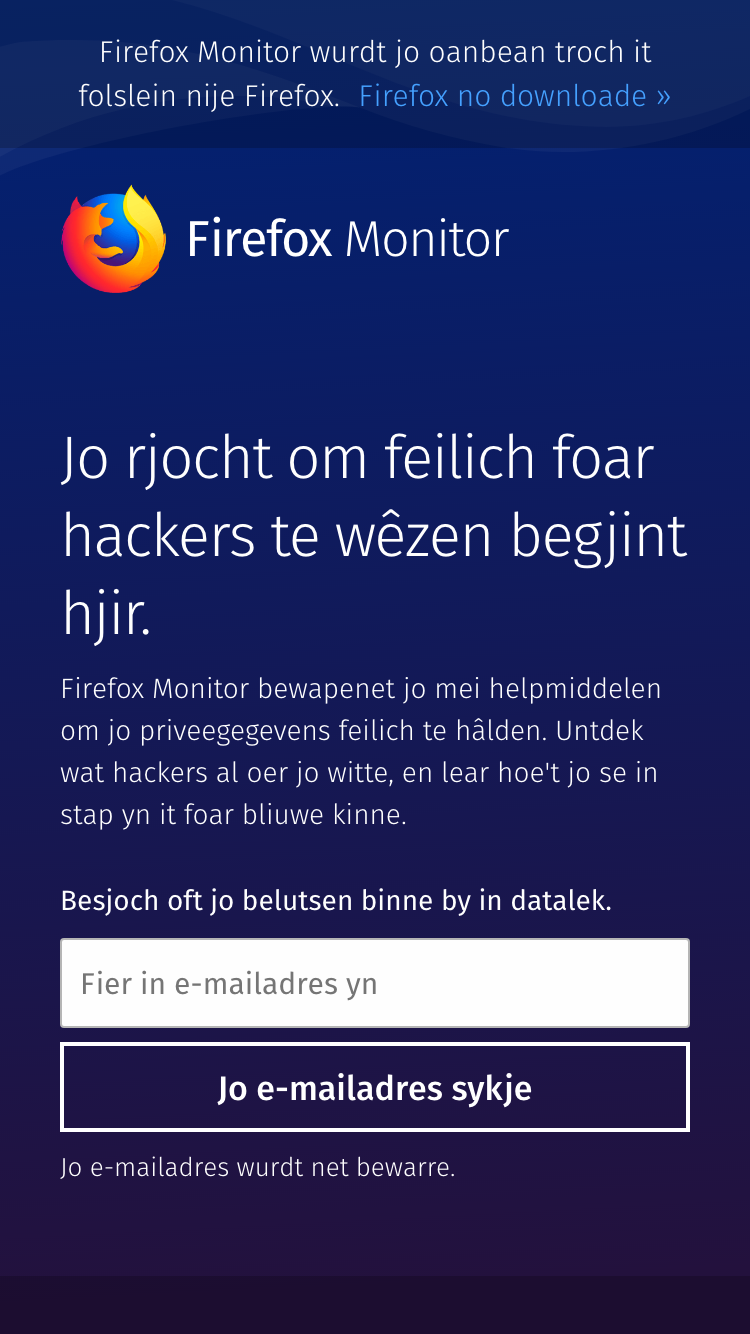 Firefox Monitor wurdt jo oanbean troch it
folslein nije Firefox. Firefox no downloade »
Firefox Monitor
Jo rjocht om feilich foar
hackers te wêzen begjint
hjir.
Firefox Monitor bewapenet jo mei helpmiddelen
om jo priveegegevens feilich te hâlden. Untdek
wat hackers al oer jo witte, en lear hoe't jo se in
stap yn it foar bliuwe kinne.
Besjoch oft jo belutsen binne by in datalek.
Fier in e-mailadres yn
Jo e-mailadres sykje
Jo e-mailadres wurdt net bewarre.